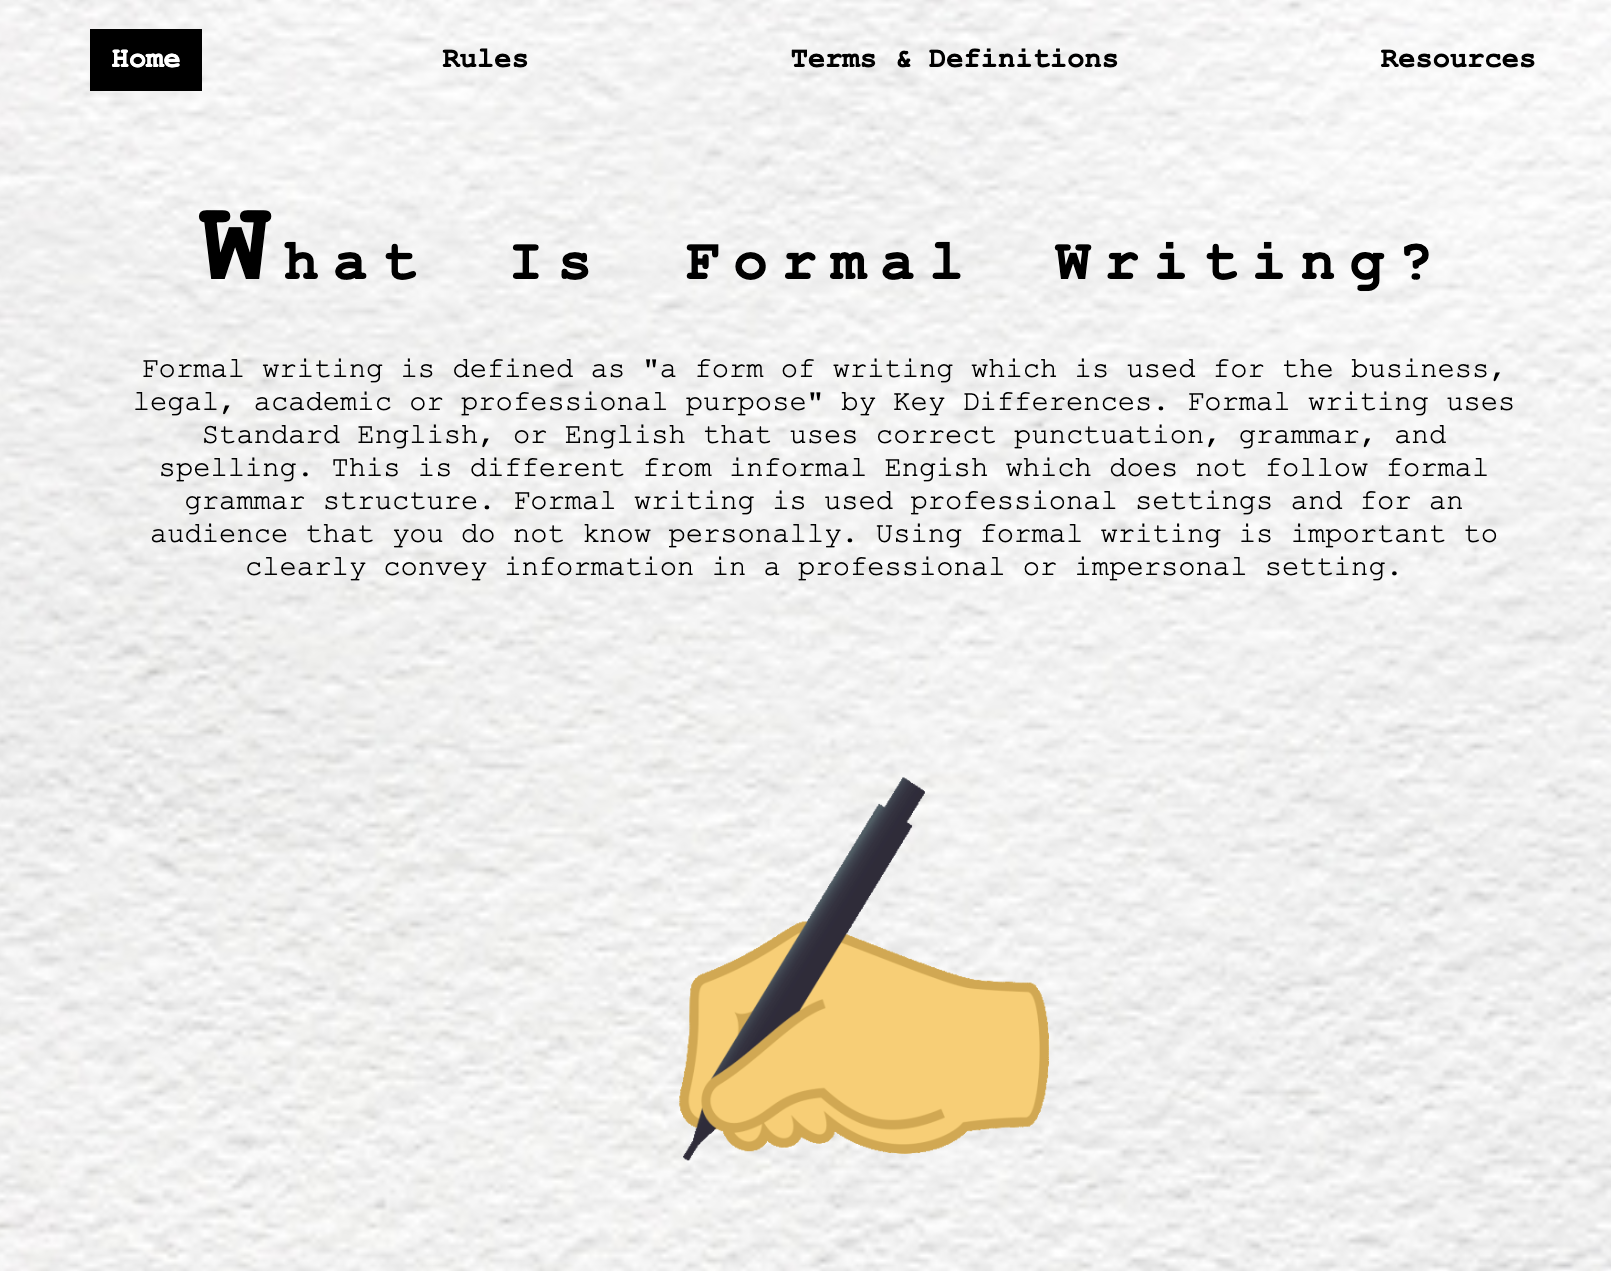 Home Rules Terms & Definitions Resources
What Is Formal Writing?
Formal writing is defined as "a form of writing which is used for the business,
legal, academic or professional purpose" by Key Differences. Formal writing uses
Standard English, or English that uses correct punctuation, grammar, and
spelling. This is different from informal Engish which does not follow formal
grammar structure. Formal writing is used professional settings and for an
audience that you do not know personally. Using formal writing is important to
clearly convey information in a professional or impersonal setting.